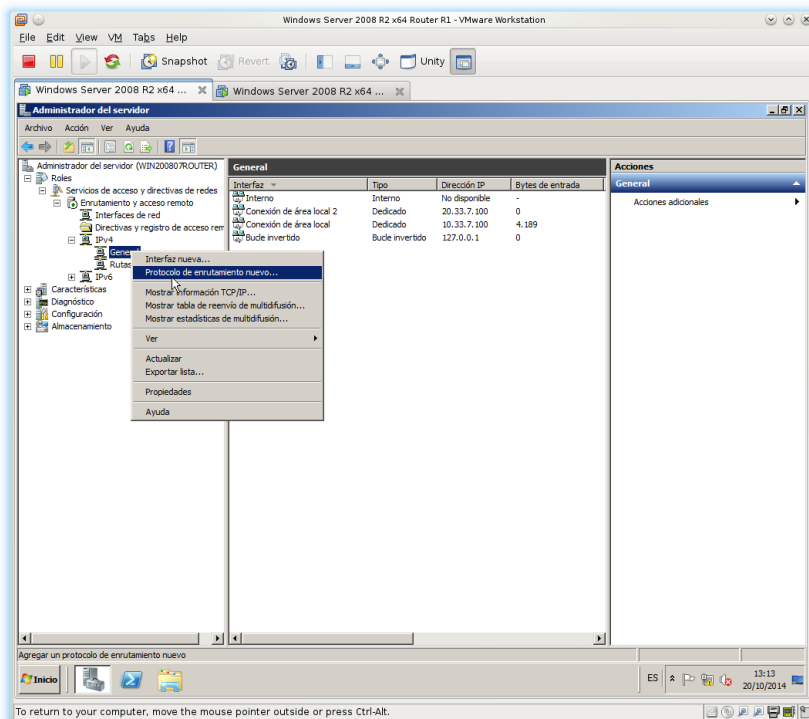 Windows Server 2008 R2 x64 Router R1 - VMware Workstation
File Edit View VM Tabs Help
Snapshot Revert Unity
Windows Server 2008 R2 x64 ... Windows Server 2008 R2 x64 ...
Administrador del servidor
Archivo Acción Ver Ayuda
Administrador del servidor (WIN200807ROUTER)
Roles
Servicios de acceso y directivas de redes
Enrutamiento y acceso remoto
Interfaces de red
Directivas y registro de acceso rem
IPv4
Gene
Rutas
IPv6
Características
Diagnóstico
Configuración
Almacenamiento
General
Interfaz Tipo Dirección IP Bytes de entrada
Interno Interno No disponible -
Conexión de área local 2 Dedicado 20.33.7.100 0
Conexión de área local Dedicado 10.33.7.100 4.189
Bucle invertido Bucle invertido 127.0.0.1 0
Interfaz nueva...
Protocolo de enrutamiento nuevo...
Mostrar información TCP/IP...
Mostrar tabla de reenvío de multidifusión...
Mostrar estadísticas de multidifusión...
Ver
Actualizar
Exportar lista...
Propiedades
Ayuda
Acciones
General
Acciones adicionales
Agregar un protocolo de enrutamiento nuevo
Inicio
ES
13:13
20/10/2014
To return to your computer, move the mouse pointer outside or press Ctrl-Alt.